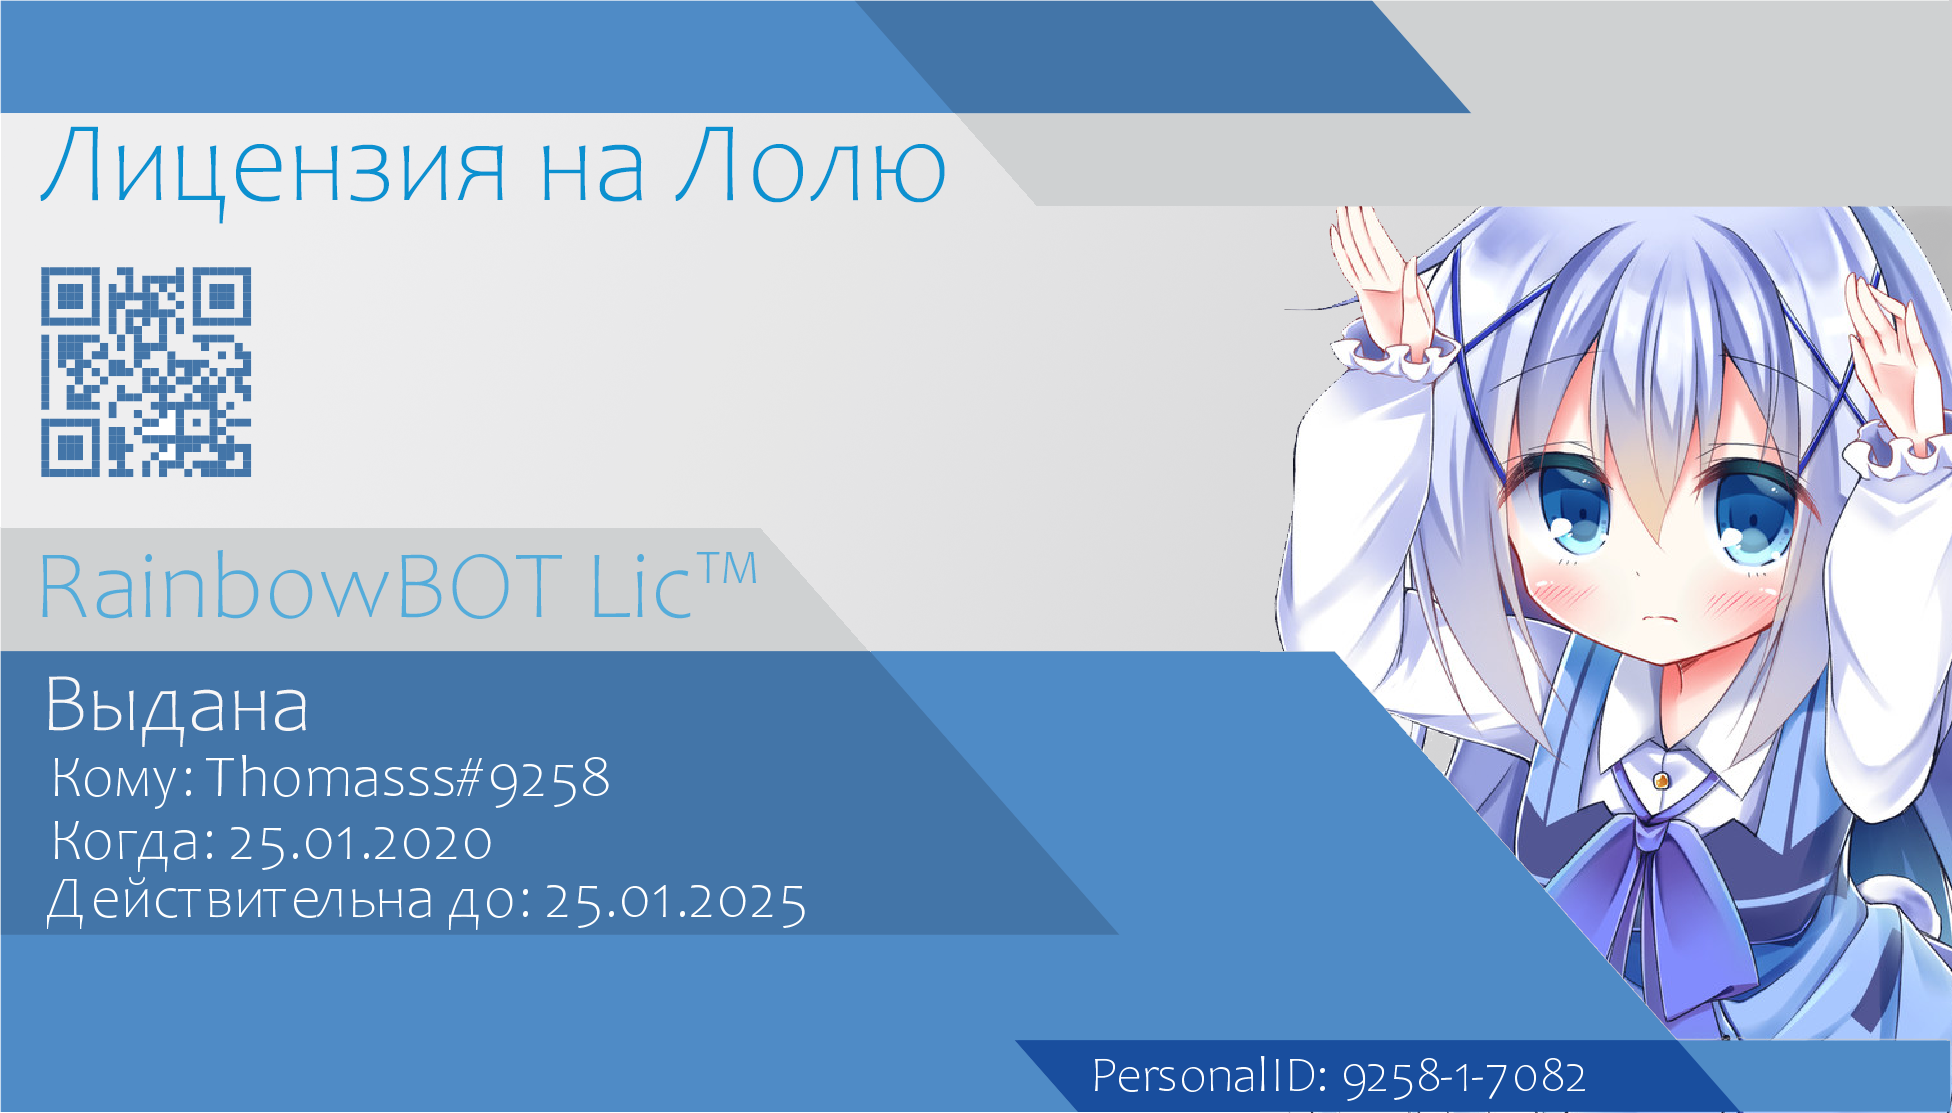 Лицензия на Лолю
RainbowBOT Lic™
Выдана
Кому: Thomasss#9258
Когда: 25.01.2020
Действительна до: 25.01.2025
PersonalID: 9258-1-7082